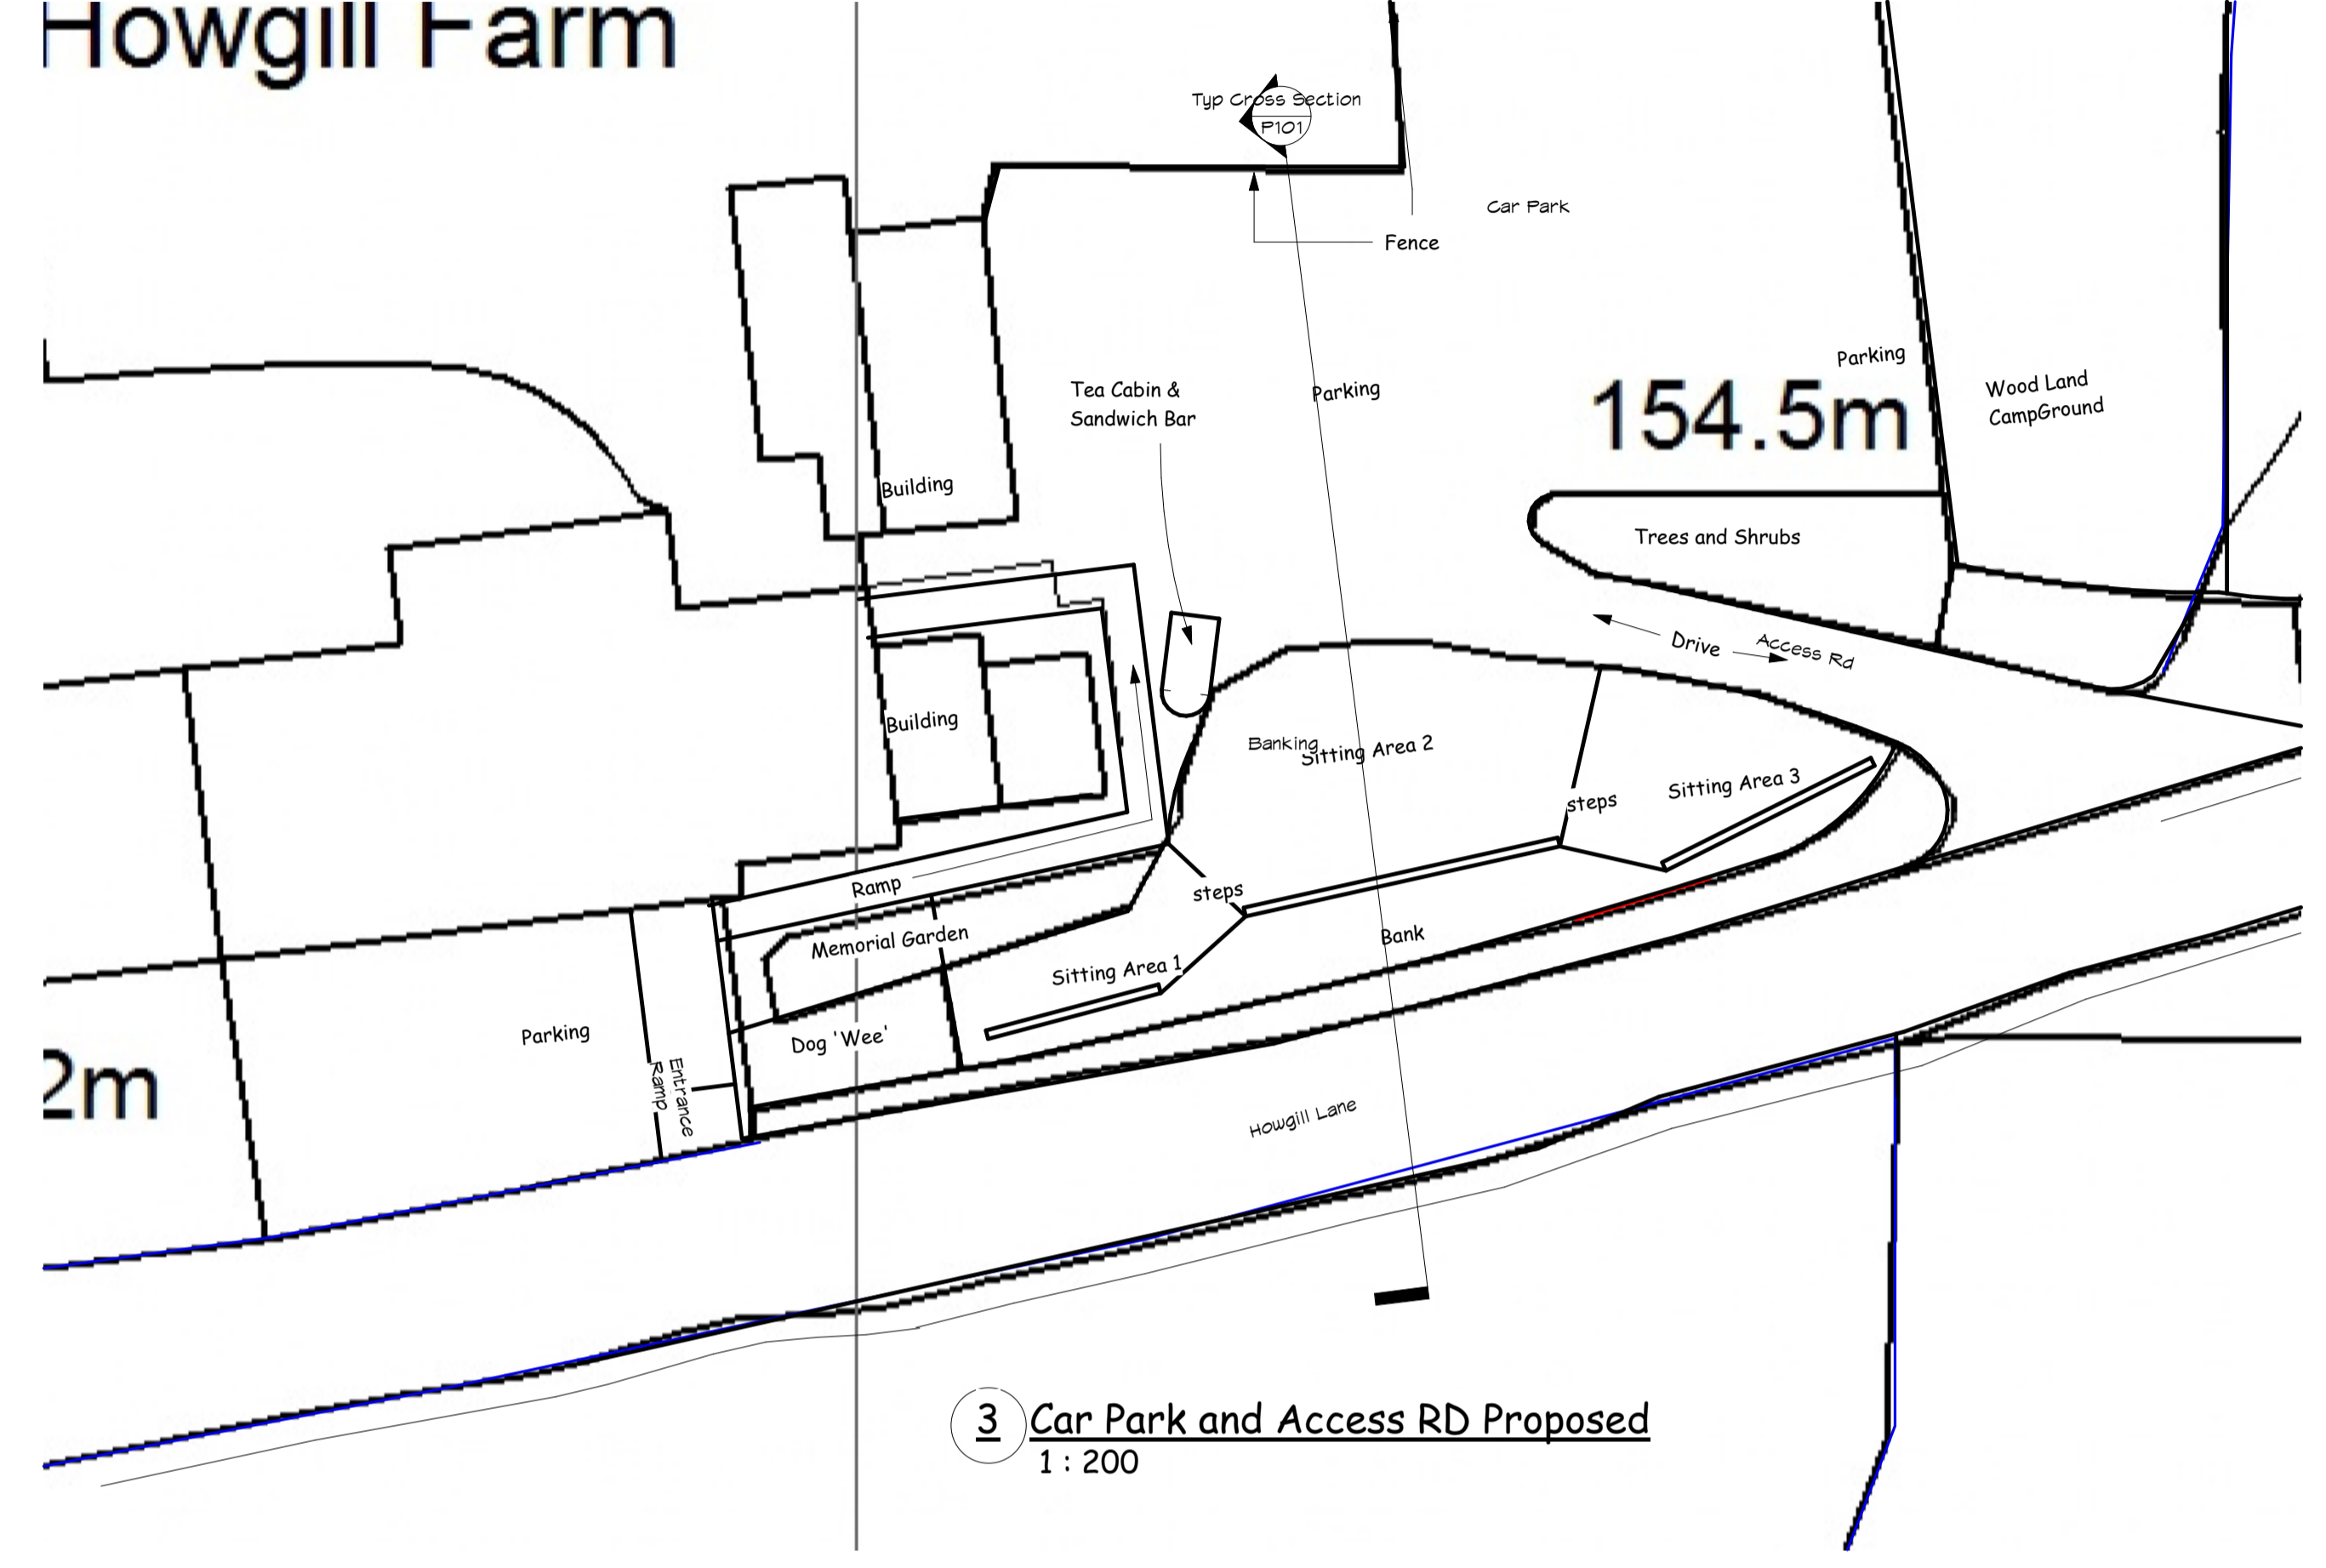 Howgill Farm
Typ Cross Section
P101
Car Park
Fence
Parking
Tea Cabin &
Sandwich Bar
Parking
154.5m
Wood Land
CampGround
Building
Trees and Shrubs
Drive
Access Rd
Building
Banking
Sitting Area 2
Sitting Area 3
steps
Ramp
steps
Memorial Garden
Bank
Sitting Area 1
Parking
Dog 'Wee'
Entrance
Ramp
2m
Howgill Lane
3 Car Park and Access RD Proposed
1 : 200